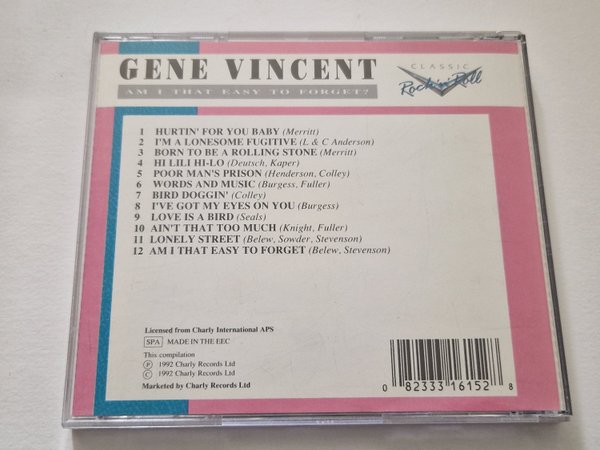 GENE VINCENT
AM I THAT EASY TO FORGET?
CLASSIC
Rock 'n' Roll
1 HURTIN' FOR YOU BABY (Merritt)
2 I'M A LONESOME FUGITIVE (L & C Anderson)
3 BORN TO BE A ROLLING STONE (Merritt)
4 HI LILI HI-LO (Deutsch, Kaper)
5 POOR MAN'S PRISON (Henderson, Colley)
6 WORDS AND MUSIC (Burgess, Fuller)
7 BIRD DOGGIN' (Colley)
8 I'VE GOT MY EYES ON YOU (Burgess)
9 LOVE IS A BIRD (Seals)
10 AIN'T THAT TOO MUCH (Knight, Fuller)
11 LONELY STREET (Belew, Sowder, Stevenson)
12 AM I THAT EASY TO FORGET (Belew, Stevenson)
Licensed from Charly International APS
SPA MADE IN THE EEC
This compilation
Ⓟ 1992 Charly Records Ltd
© 1992 Charly Records Ltd
Marketed by Charly Records Ltd
0 82333 16152 8